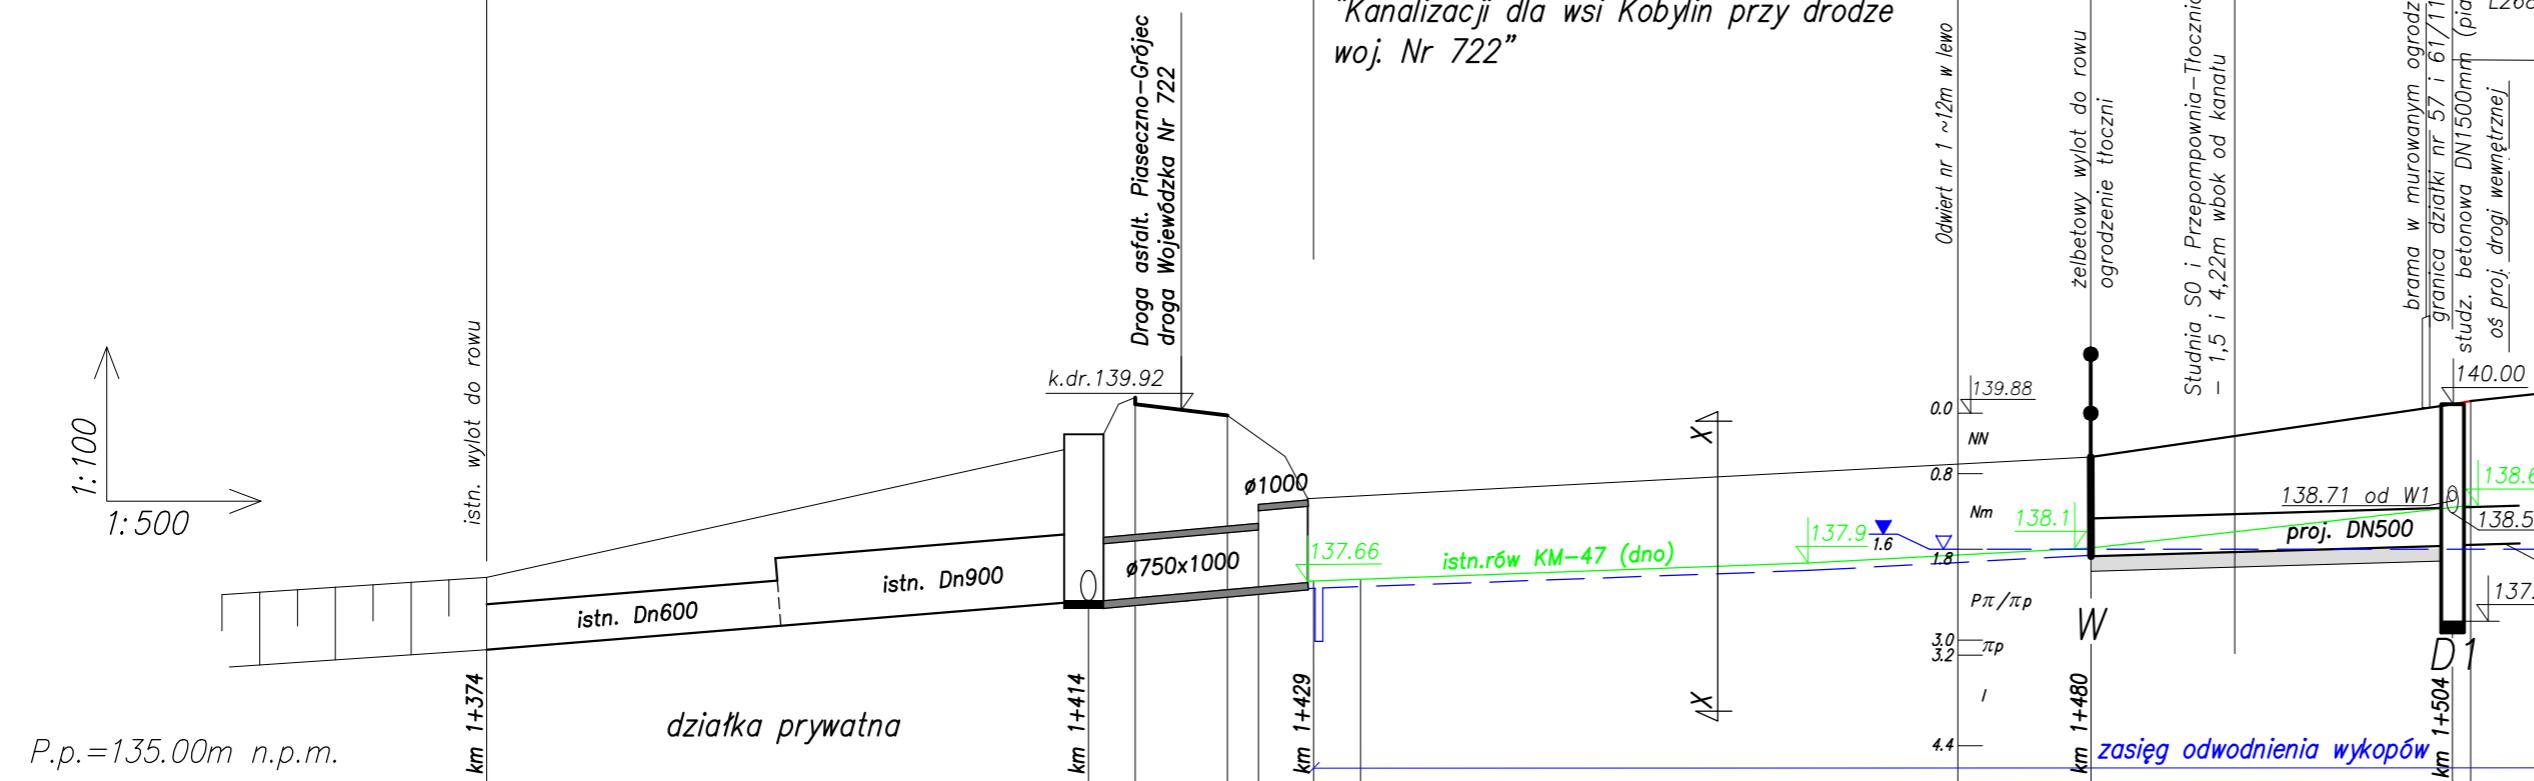 "Kanalizacji dla wsi Kobylin przy drodze
woj. Nr 722"
Droga asfalt. Piaseczno-Grójec
droga Wojewódzka Nr 722
Odwiert nr 1 ~12m w lewo
żelbetowy wylot do rowu
ogrodzenie tłoczni
Studnia S0 i Przepompownia-Tłocznia
- 1,5 i 4,22m wbok od kanału
brama w murowanym
granica działki nr 57 i 61/11
studz. betonowa DN1500mm
oś proj. drogi wewnętrznej
istn. wylot do rowu
1:100
1:500
k.dr.139.92
139.88
140.00
0.0
NN
0.8
Nm
1.6
1.8
Pπ/πp
3.0
πp
3.2
I
4.4
X
X
ø1000
ø750x1000
istn. Dn900
istn. Dn600
137.66
istn.rów KM-47 (dno)
137.9
138.1
138.71 od W1
proj. DN500
W
D1
km 1+374
km 1+414
km 1+429
km 1+480
km 1+504
działka prywatna
P.p.=135.00m n.p.m.
zasięg odwodnienia wykopów